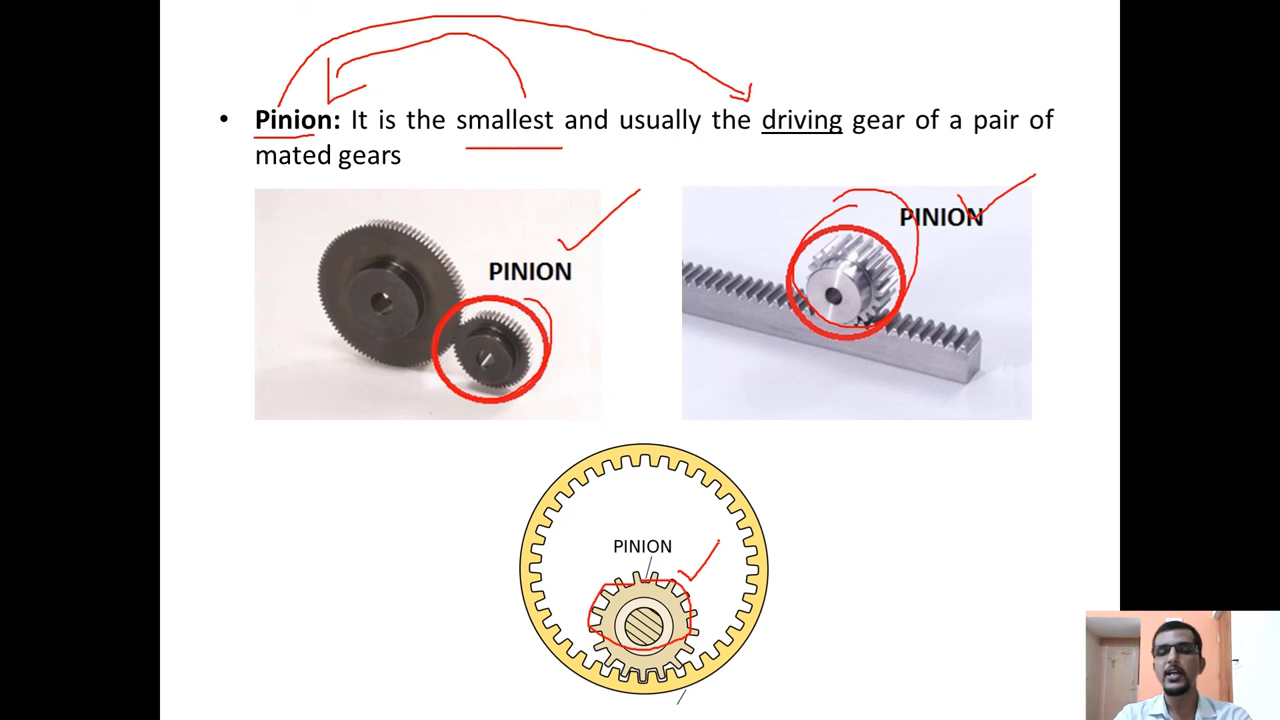 • Pinion: It is the smallest and usually the driving gear of a pair of
mated gears
PINION
PINION
PINION